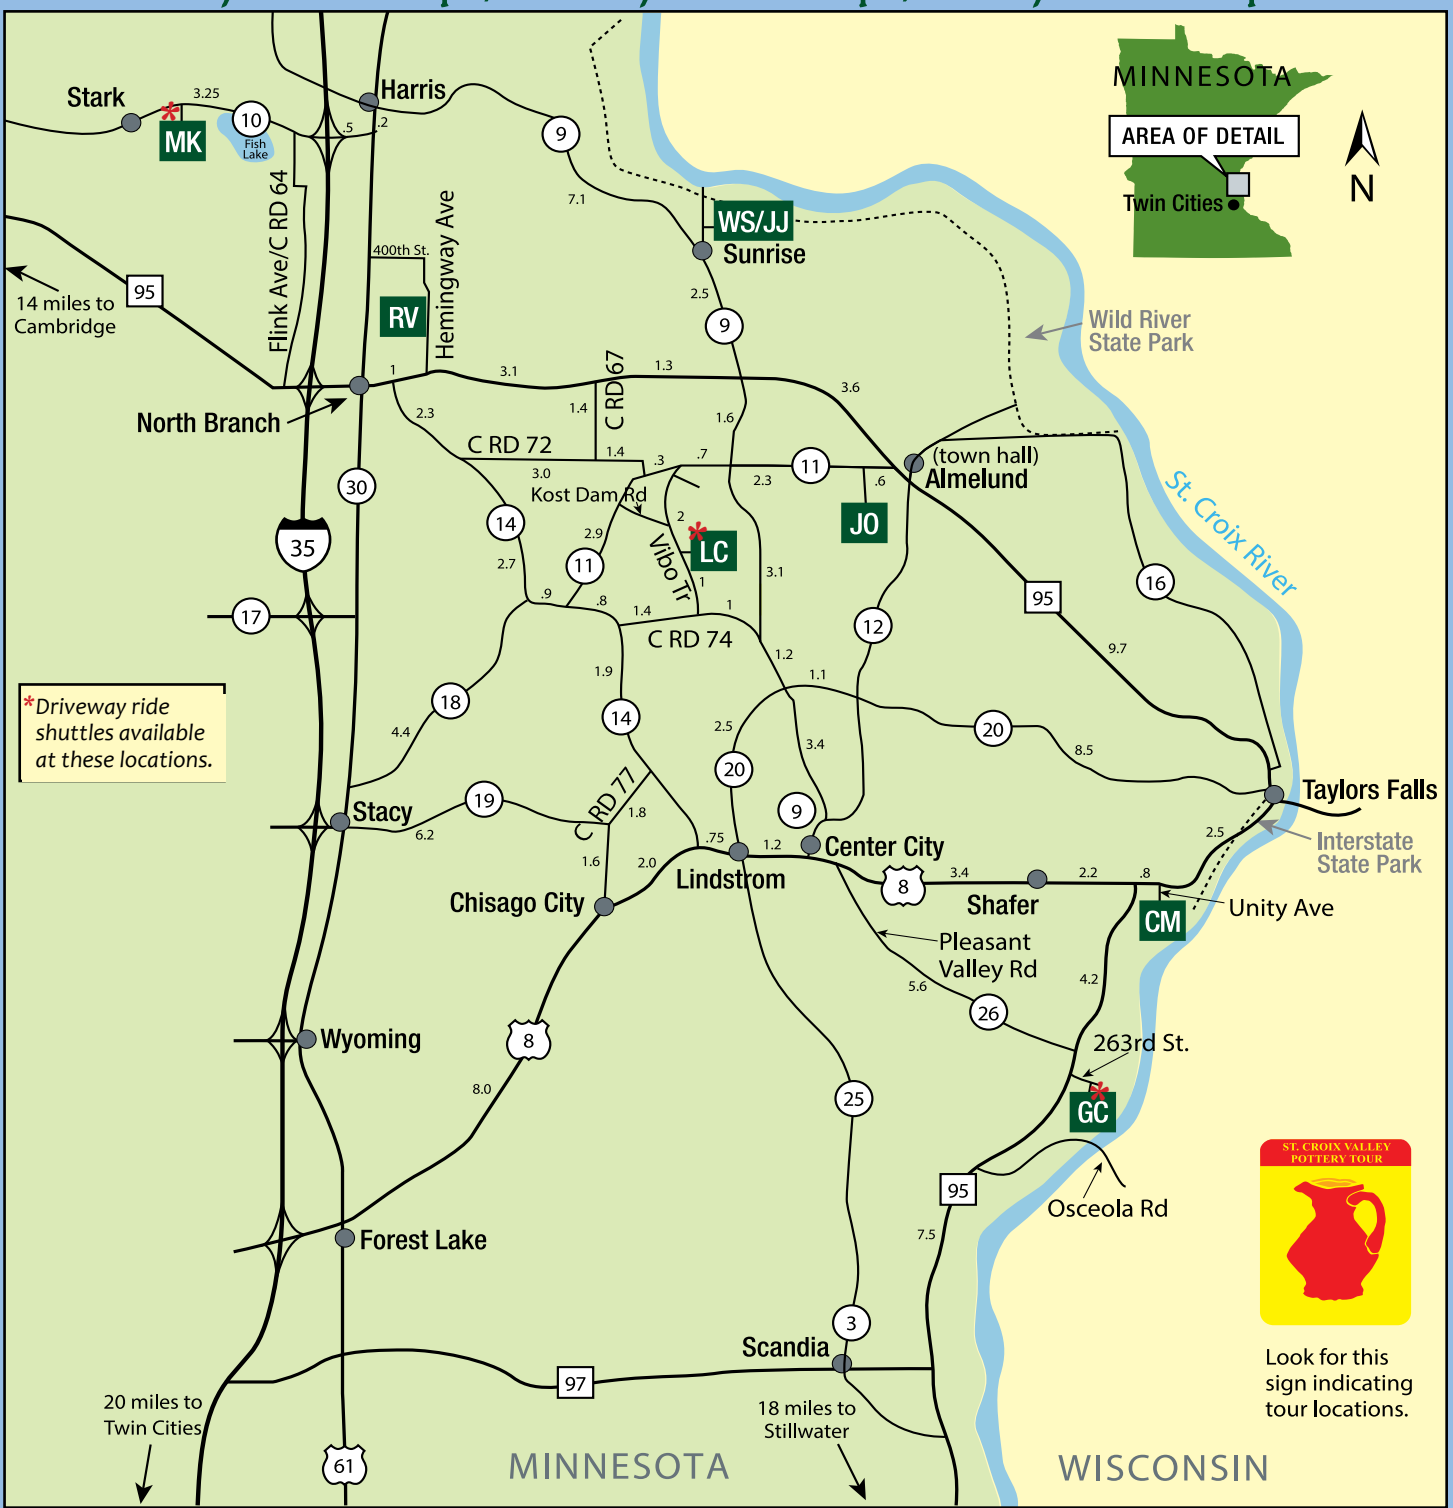 MINNESOTA
AREA OF DETAIL
Twin Cities
N
Stark
3.25
MK
10
Fish
Lake
.5
.2
Harris
9
7.1
Flink Ave/C RD 64
Hemingway Ave
400th St.
WS/JJ
Sunrise
95
14 miles to
Cambridge
RV
2.5
9
Wild River
State Park
North Branch
1
3.1
C RD 67
1.3
3.6
2.3
1.4
1.6
C RD 72
1.4
3.0
.3
.7
2.3
11
.6
(town hall)
Almelund
Kost Dam Rd
30
14
2
2.9
JO
LC
Vibo Tr
St. Croix River
35
2.7
11
3.1
16
1
95
.9
.8
1.4
1
17
C RD 74
12
9.7
1.2
1.9
1.1
*Driveway ride
shuttles available
at these locations.
18
4.4
14
2.5
3.4
20
8.5
20
C RD 77
1.8
19
6.2
Stacy
9
Taylors Falls
2.5
Interstate
State Park
.75
1.2
Center City
1.6
2.0
Lindstrom
8
3.4
2.2
.8
Shafer
Chisago City
CM
Unity Ave
Pleasant
Valley Rd
5.6
4.2
26
Wyoming
8
263rd St.
8.0
25
GC
ST. CROIX VALLEY
POTTERY TOUR
95
Osceola Rd
7.5
Forest Lake
3
Scandia
97
Look for this
sign indicating
tour locations.
20 miles to
Twin Cities
18 miles to
Stillwater
61
MINNESOTA
WISCONSIN